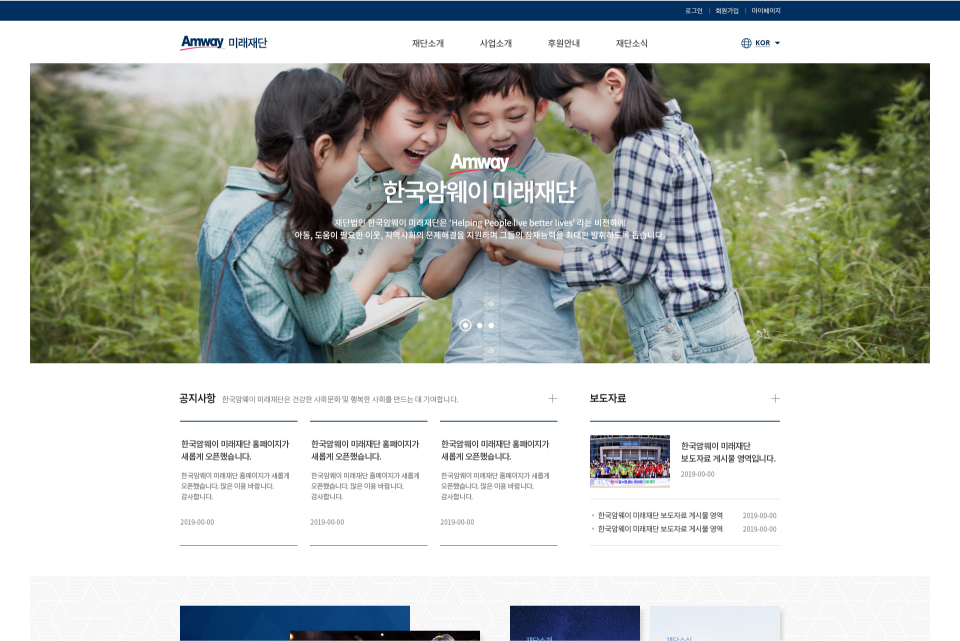 로그인 | 회원가입 | 마이페이지
Amway 미래재단
재단소개 사업소개 후원안내 재단소식
KOR
Amway
한국암웨이 미래재단
재단법인 한국암웨이 미래재단은 'Helping People live better lives' 라는 비전하에
아동, 도움이 필요한 이웃, 지역사회의 문제해결을 지원하며 그들의 잠재능력을 최대한 발휘하도록 돕습니다.
공지사항 한국암웨이 미래재단은 건강한 사회문화 및 행복한 사회를 만드는 데 기여합니다.
한국암웨이 미래재단 홈페이지가
새롭게 오픈했습니다.
한국암웨이 미래재단 홈페이지가 새롭게
오픈했습니다. 많은 이용 바랍니다.
감사합니다.
2019-00-00
한국암웨이 미래재단 홈페이지가
새롭게 오픈했습니다.
한국암웨이 미래재단 홈페이지가 새롭게
오픈했습니다. 많은 이용 바랍니다.
감사합니다.
2019-00-00
한국암웨이 미래재단 홈페이지가
새롭게 오픈했습니다.
한국암웨이 미래재단 홈페이지가 새롭게
오픈했습니다. 많은 이용 바랍니다.
감사합니다.
2019-00-00
보도자료
한국암웨이 미래재단
보도자료 게시물 영역입니다.
2019-00-00
· 한국암웨이 미래재단 보도자료 게시물 영역 2019-00-00
· 한국암웨이 미래재단 보도자료 게시물 영역 2019-00-00
재단소개
재단소식